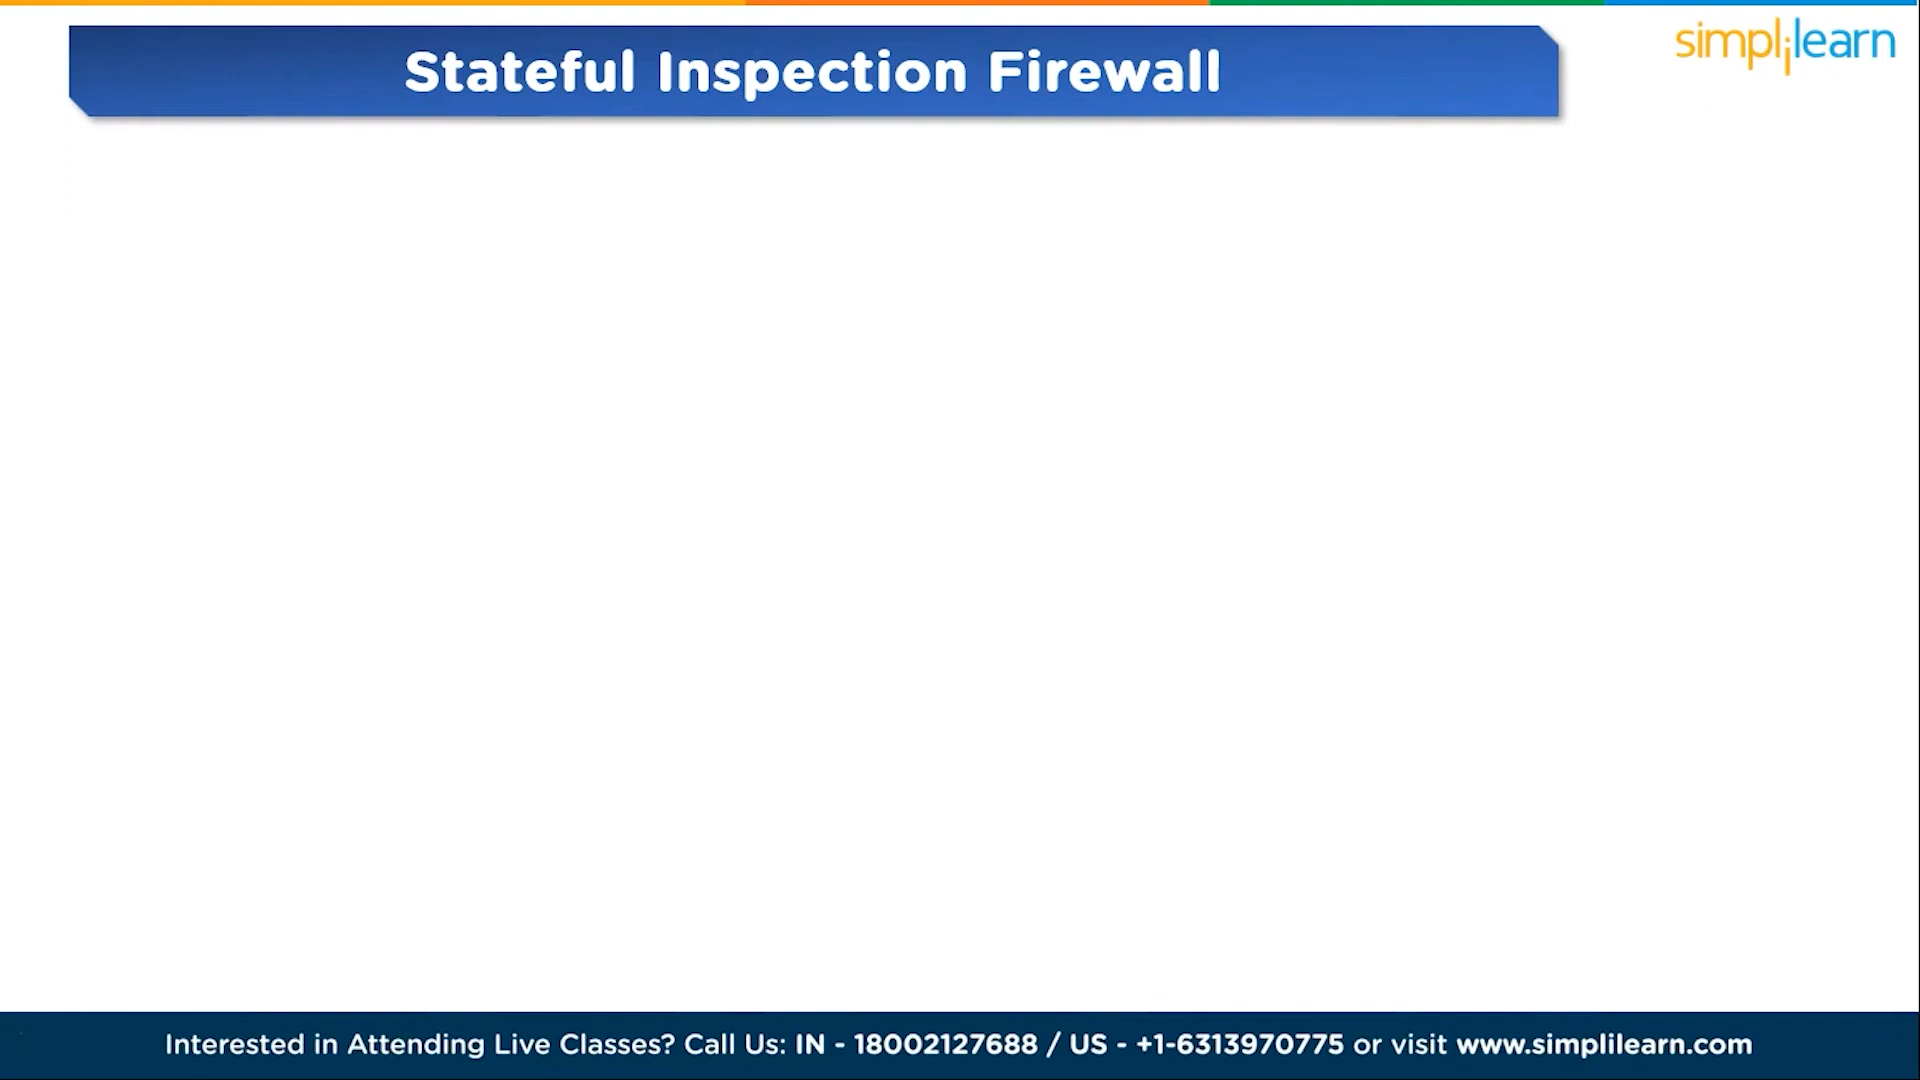 Stateful Inspection Firewall
simplilearn
Interested in Attending Live Classes? Call Us: IN - 18002127688 / US - +1-6313970775 or visit www.simplilearn.com